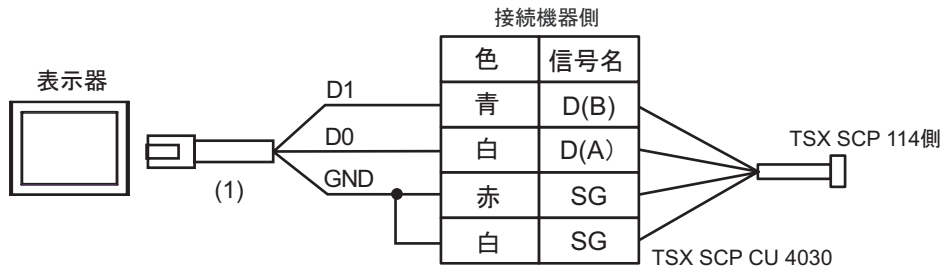 接続機器側
表示器
色 信号名
D1 青 D(B)
D0 白 D(A）
TSX SCP 114側
(1)
GND 赤 SG
白 SG
TSX SCP CU 4030